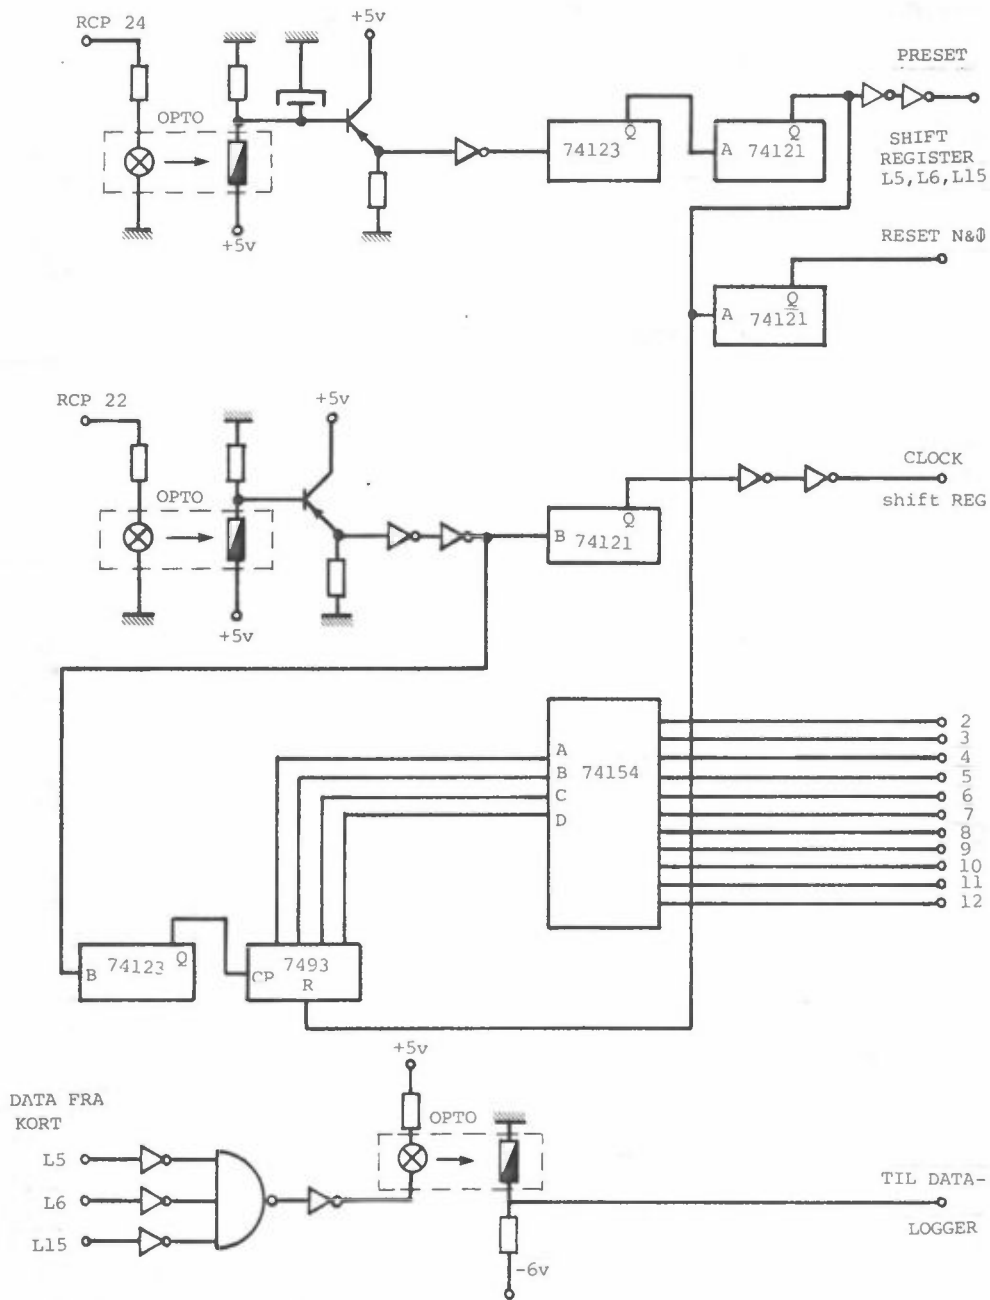 RCP 24
+5v
OPTO
+5v
Q
74123
Q
A 74121
PRESET
SHIFT
REGISTER
L5,L6,L15
RESET
Q
A 74121
RCP 22
+5v
OPTO
+5v
Q
B 74121
CLOCK
shift REG
A
B
C
D
74154
2
3
4
5
6
7
8
9
10
11
12
B 74123 Q
CP 7493
R
DATA FRA
KORT
L5
L6
L15
+5v
OPTO
-6v
TIL DATA-
LOGGER